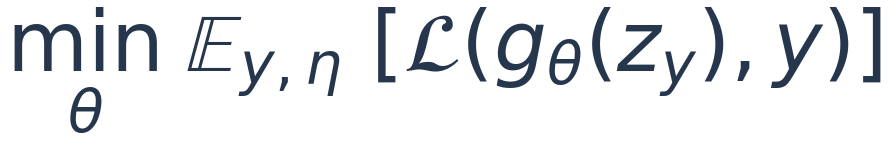 min_θ 𝔼_{y, η} [ℒ(g_θ(z_y), y)]